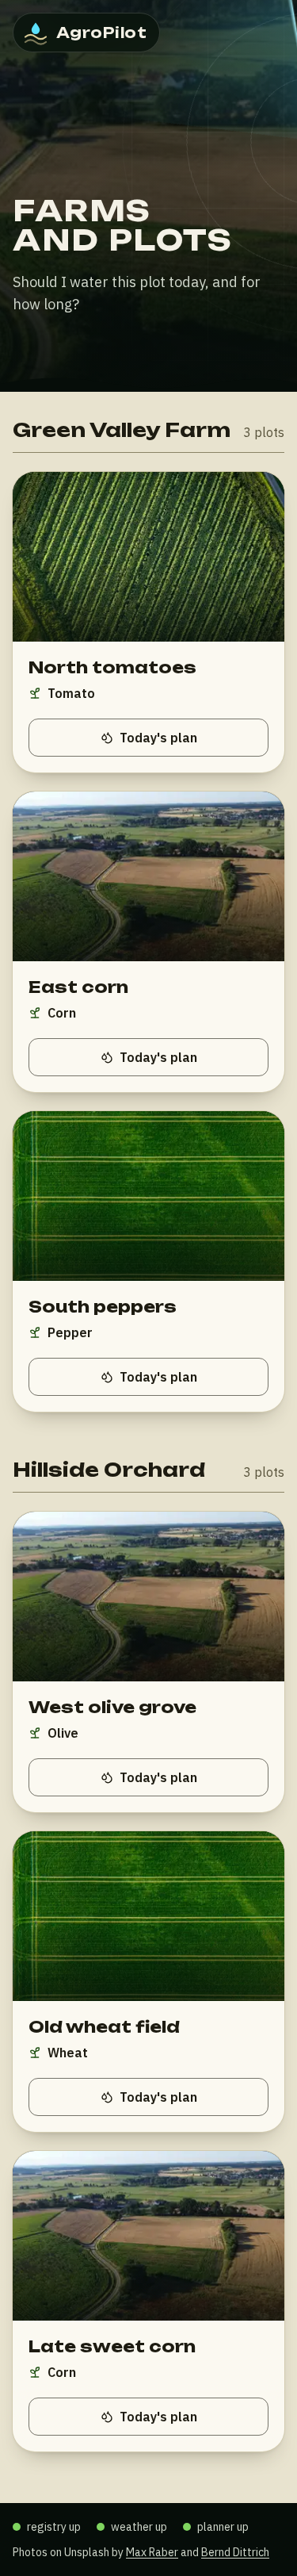 AgroPilot
FARMS
AND PLOTS
Should I water this plot today, and for
how long?
Green Valley Farm 3 plots
North tomatoes
Tomato
Today's plan
East corn
Corn
Today's plan
South peppers
Pepper
Today's plan
Hillside Orchard 3 plots
West olive grove
Olive
Today's plan
Old wheat field
Wheat
Today's plan
Late sweet corn
Corn
Today's plan
registry up weather up planner up
Photos on Unsplash by Max Raber and Bernd Dittrich